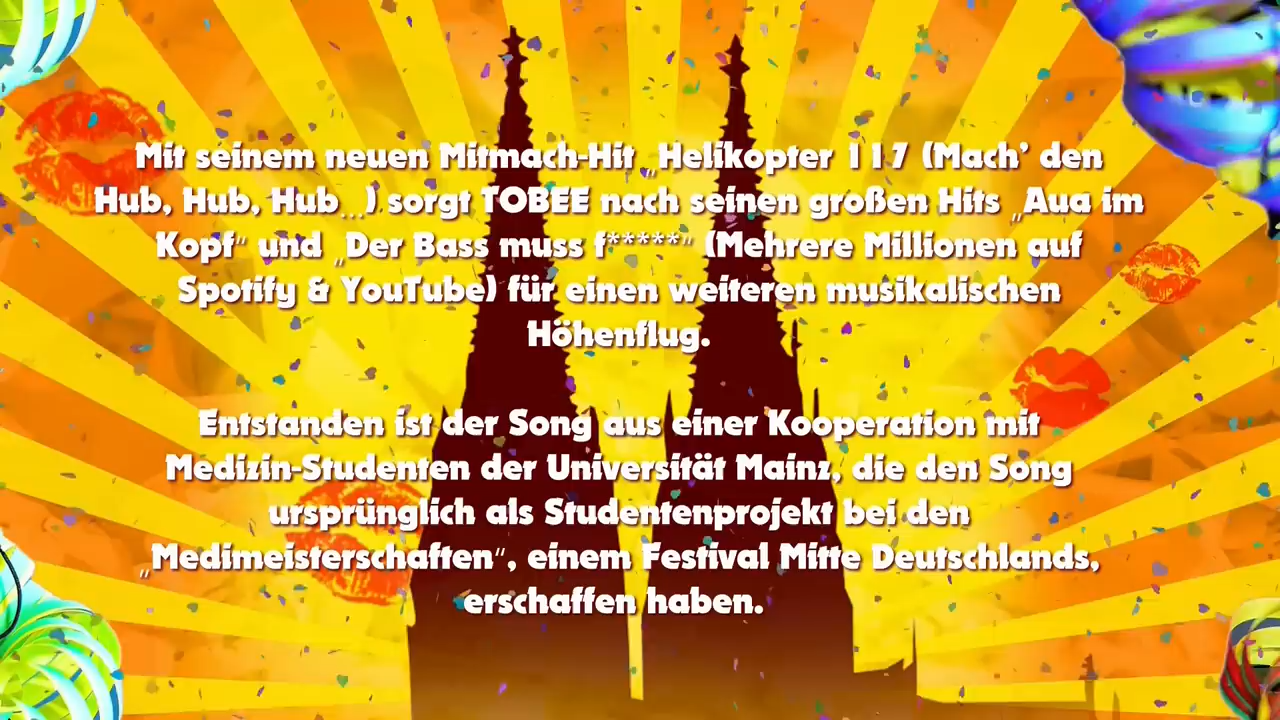 Mit seinem neuen Mitmach-Hit „Helikopter 117 (Mach’ den
Hub, Hub, Hub…) sorgt TOBEE nach seinen großen Hits „Aua im
Kopf“ und „Der Bass muss f*****“ (Mehrere Millionen auf
Spotify & YouTube) für einen weiteren musikalischen
Höhenflug.
Entstanden ist der Song aus einer Kooperation mit
Medizin-Studenten der Universität Mainz, die den Song
ursprünglich als Studentenprojekt bei den
„Medimeisterschaften“, einem Festival Mitte Deutschlands,
erschaffen haben.